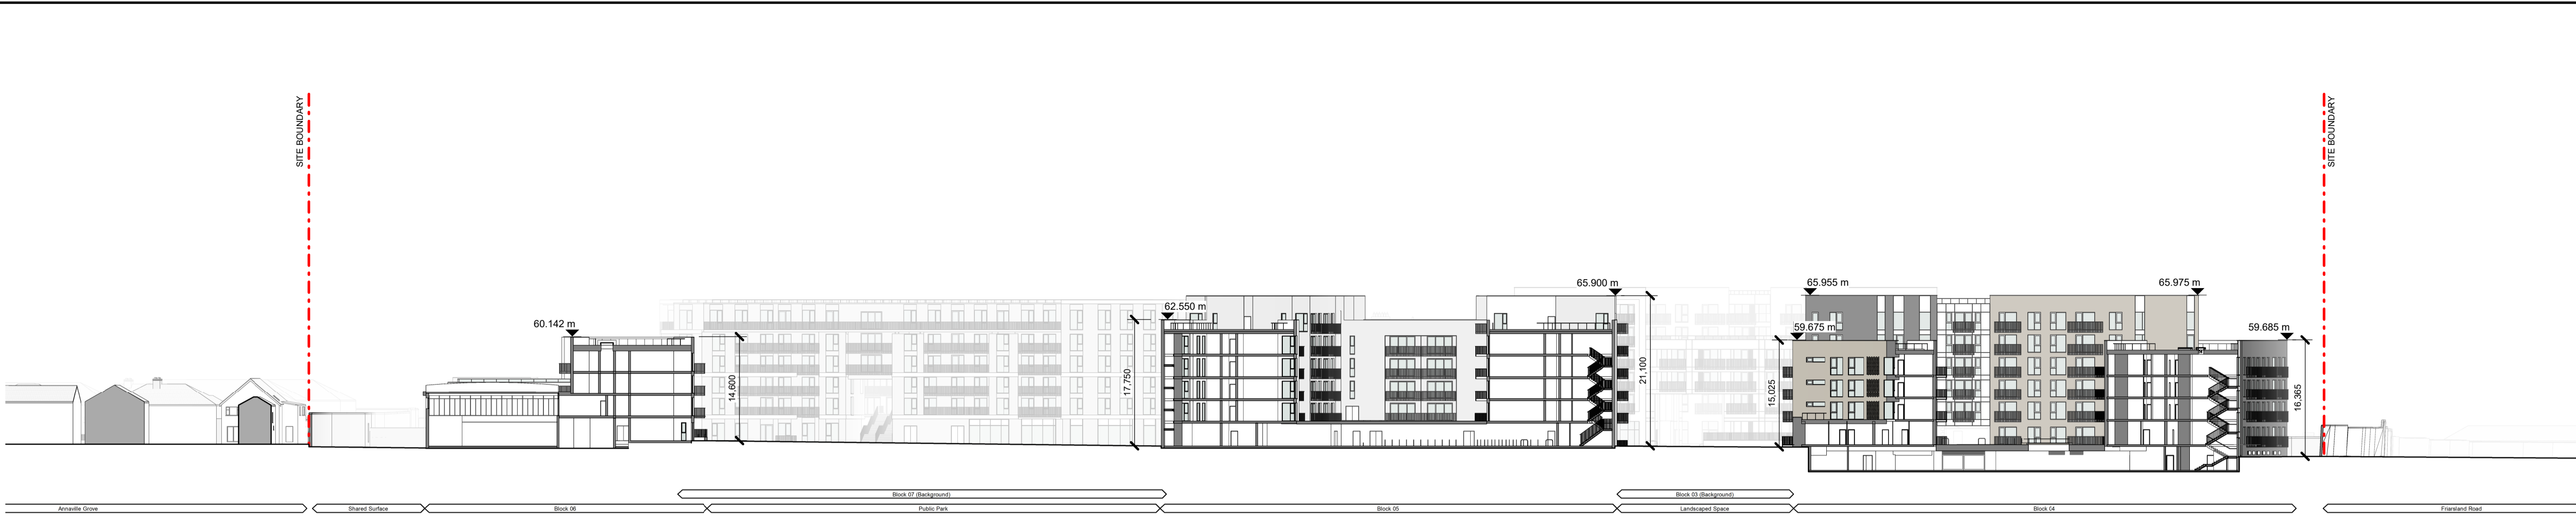 SITE BOUNDARY
SITE BOUNDARY
65.900 m
65.955 m
65.975 m
62.550 m
60.142 m
59.675 m
59.685 m
14,600
17,750
21,100
15,025
16,365
Block 07 (Background)
Block 03 (Background)
Annaville Grove
Shared Surface
Block 06
Public Park
Block 05
Landscaped Space
Block 04
Friarsland Road